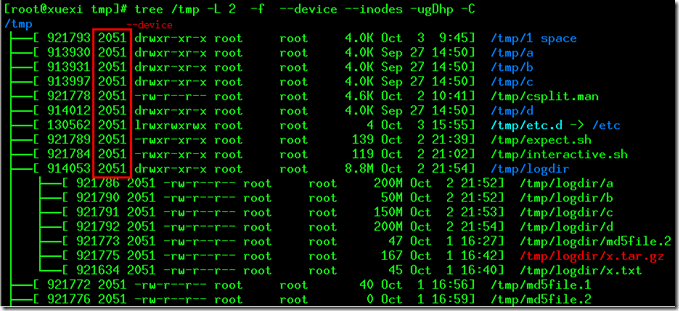 [root@xuexi tmp]# tree /tmp -L 2  -f  --device --inodes -ugDhp -C
/tmp
--device
├──[ 921793 2051 drwxr-xr-x root     root     4.0K Oct  3  9:45]  /tmp/1 space
├──[ 913930 2051 drwxr-xr-x root     root     4.0K Sep 27 14:50]  /tmp/a
├──[ 913931 2051 drwxr-xr-x root     root     4.0K Sep 27 14:50]  /tmp/b
├──[ 913997 2051 drwxr-xr-x root     root     4.0K Sep 27 14:50]  /tmp/c
├──[ 921778 2051 -rw-r--r-- root     root     4.6K Oct  2 10:41]  /tmp/csplit.man
├──[ 914012 2051 drwxr-xr-x root     root     4.0K Sep 27 14:50]  /tmp/d
├──[ 130562 2051 lrwxrwxrwx root     root        4 Oct  3 15:55]  /tmp/etc.d -> /etc
├──[ 921789 2051 -rwxr-xr-x root     root      139 Oct  2 21:39]  /tmp/expect.sh
├──[ 921784 2051 -rwxr-xr-x root     root      119 Oct  2 21:02]  /tmp/interactive.sh
├──[ 914053 2051 drwxr-xr-x root     root     8.8M Oct  2 21:54]  /tmp/logdir
├──[ 921786 2051 -rw-r--r-- root     root     200M Oct  2 21:52]  /tmp/logdir/a
├──[ 921790 2051 -rw-r--r-- root     root      50M Oct  2 21:52]  /tmp/logdir/b
├──[ 921791 2051 -rw-r--r-- root     root     150M Oct  2 21:53]  /tmp/logdir/c
├──[ 921792 2051 -rw-r--r-- root     root     200M Oct  2 21:54]  /tmp/logdir/d
├──[ 921773 2051 -rw-r--r-- root     root       47 Oct  1 16:27]  /tmp/logdir/md5file.2
├──[ 921775 2051 -rw-r--r-- root     root      167 Oct  1 16:42]  /tmp/logdir/x.tar.gz
└──[ 921634 2051 -rw-r--r-- root     root       45 Oct  1 16:40]  /tmp/logdir/x.txt
├──[ 921772 2051 -rw-r--r-- root     root       40 Oct  1 16:56]  /tmp/md5file.1
├──[ 921776 2051 -rw-r--r-- root     root        0 Oct  1 16:59]  /tmp/md5file.2